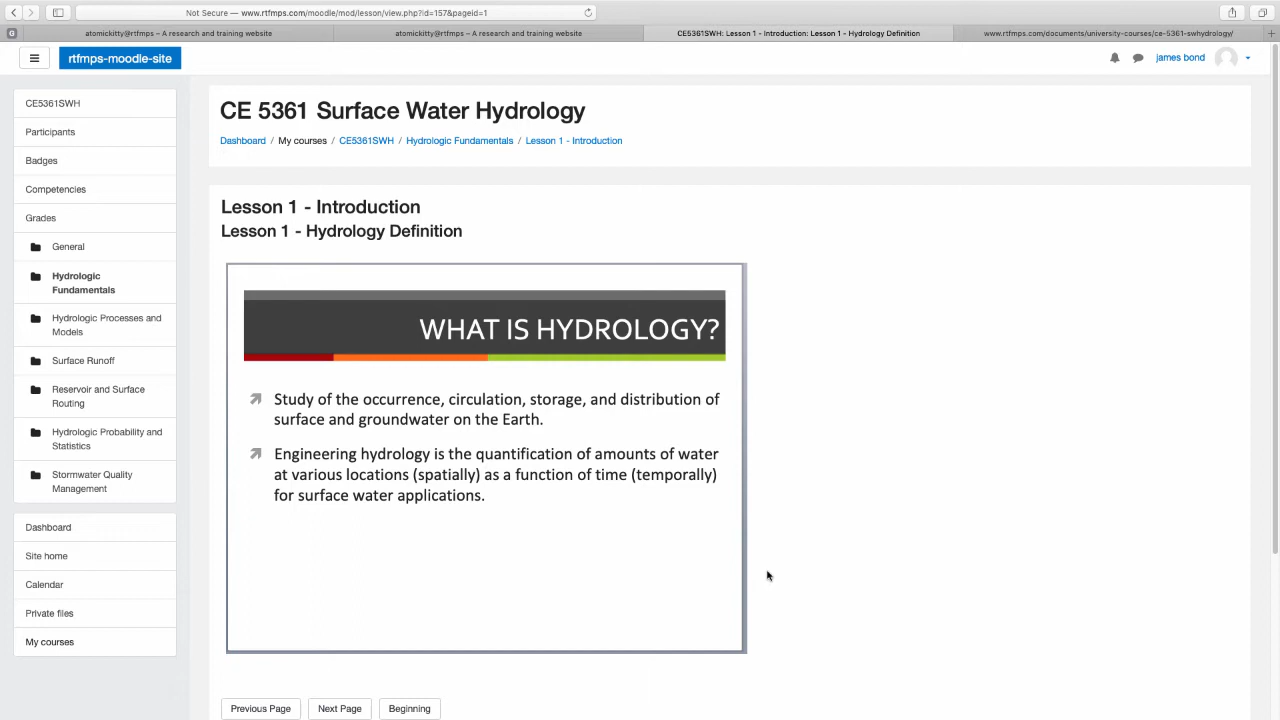 Not Secure — www.rtfmps.com/moodle/mod/lesson/view.php?id=157&pageid=1
G
atomickitty@rtfmps – A research and training website
atomickitty@rtfmps – A research and training website
CE5361SWH: Lesson 1 - Introduction: Lesson 1 - Hydrology Definition
www.rtfmps.com/documents/university-courses/ce-5361-swhydrology/
rtfmps-moodle-site
james bond
CE5361SWH
Participants
Badges
Competencies
Grades
General
Hydrologic
Fundamentals
Hydrologic Processes and
Models
Surface Runoff
Reservoir and Surface
Routing
Hydrologic Probability and
Statistics
Stormwater Quality
Management
Dashboard
Site home
Calendar
Private files
My courses
CE 5361 Surface Water Hydrology
Dashboard / My courses / CE5361SWH / Hydrologic Fundamentals / Lesson 1 - Introduction
Lesson 1 - Introduction
Lesson 1 - Hydrology Definition
WHAT IS HYDROLOGY?
Study of the occurrence, circulation, storage, and distribution of
surface and groundwater on the Earth.
Engineering hydrology is the quantification of amounts of water
at various locations (spatially) as a function of time (temporally)
for surface water applications.
Previous Page
Next Page
Beginning